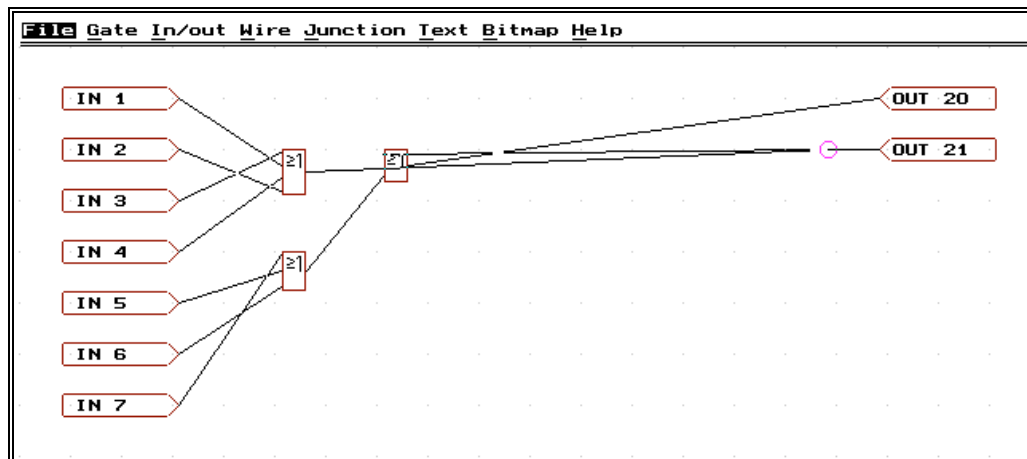 File Gate In/out Wire Junction Text Bitmap Help
IN 1
OUT 20
IN 2
≥1
≥1
OUT 21
IN 3
IN 4
≥1
IN 5
IN 6
IN 7